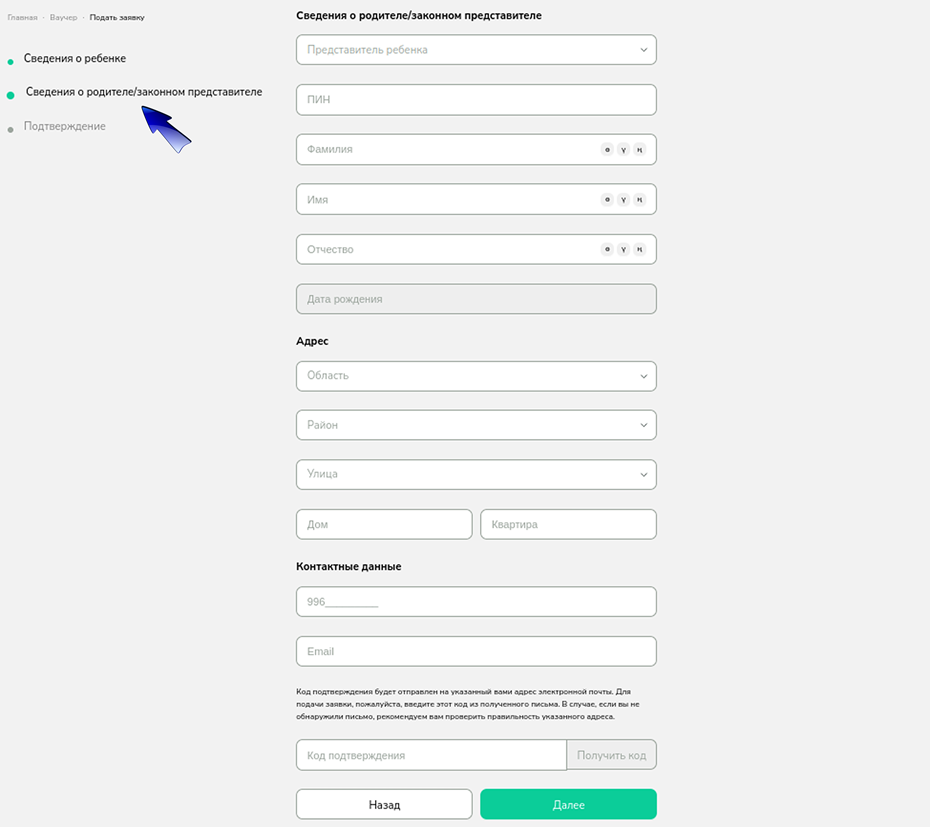 Главная - Ваучер - Подать заявку
Сведения о ребенке
Сведения о родителе/законном представителе
Подтверждение
Сведения о родителе/законном представителе
Представитель ребенка
ПИН
Фамилия ө ү ң
Имя ө ү ң
Отчество ө ү ң
Дата рождения
Адрес
Область
Район
Улица
Дом Квартира
Контактные данные
996_________
Email
Код подтверждения будет отправлен на указанный вами адрес электронной почты. Для
подачи заявки, пожалуйста, введите этот код из полученного письма. В случае, если вы не
обнаружили письмо, рекомендуем вам проверить правильность указанного адреса.
Код подтверждения Получить код
Назад Далее